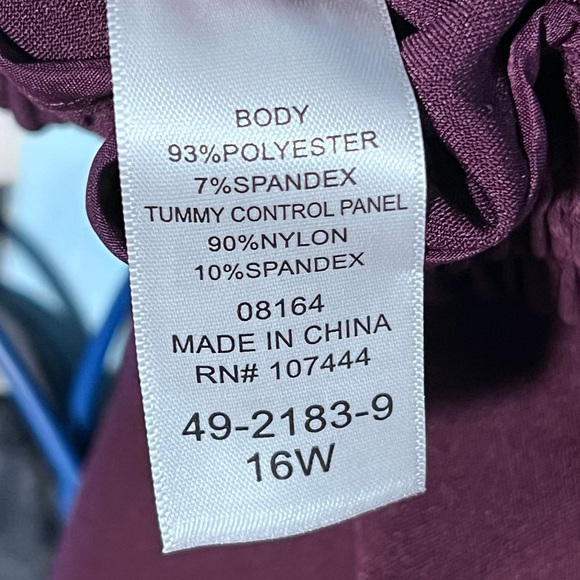 BODY
93%POLYESTER
7%SPANDEX
TUMMY CONTROL PANEL
90%NYLON
10%SPANDEX
08164
MADE IN CHINA
RN# 107444
49-2183-9
16W